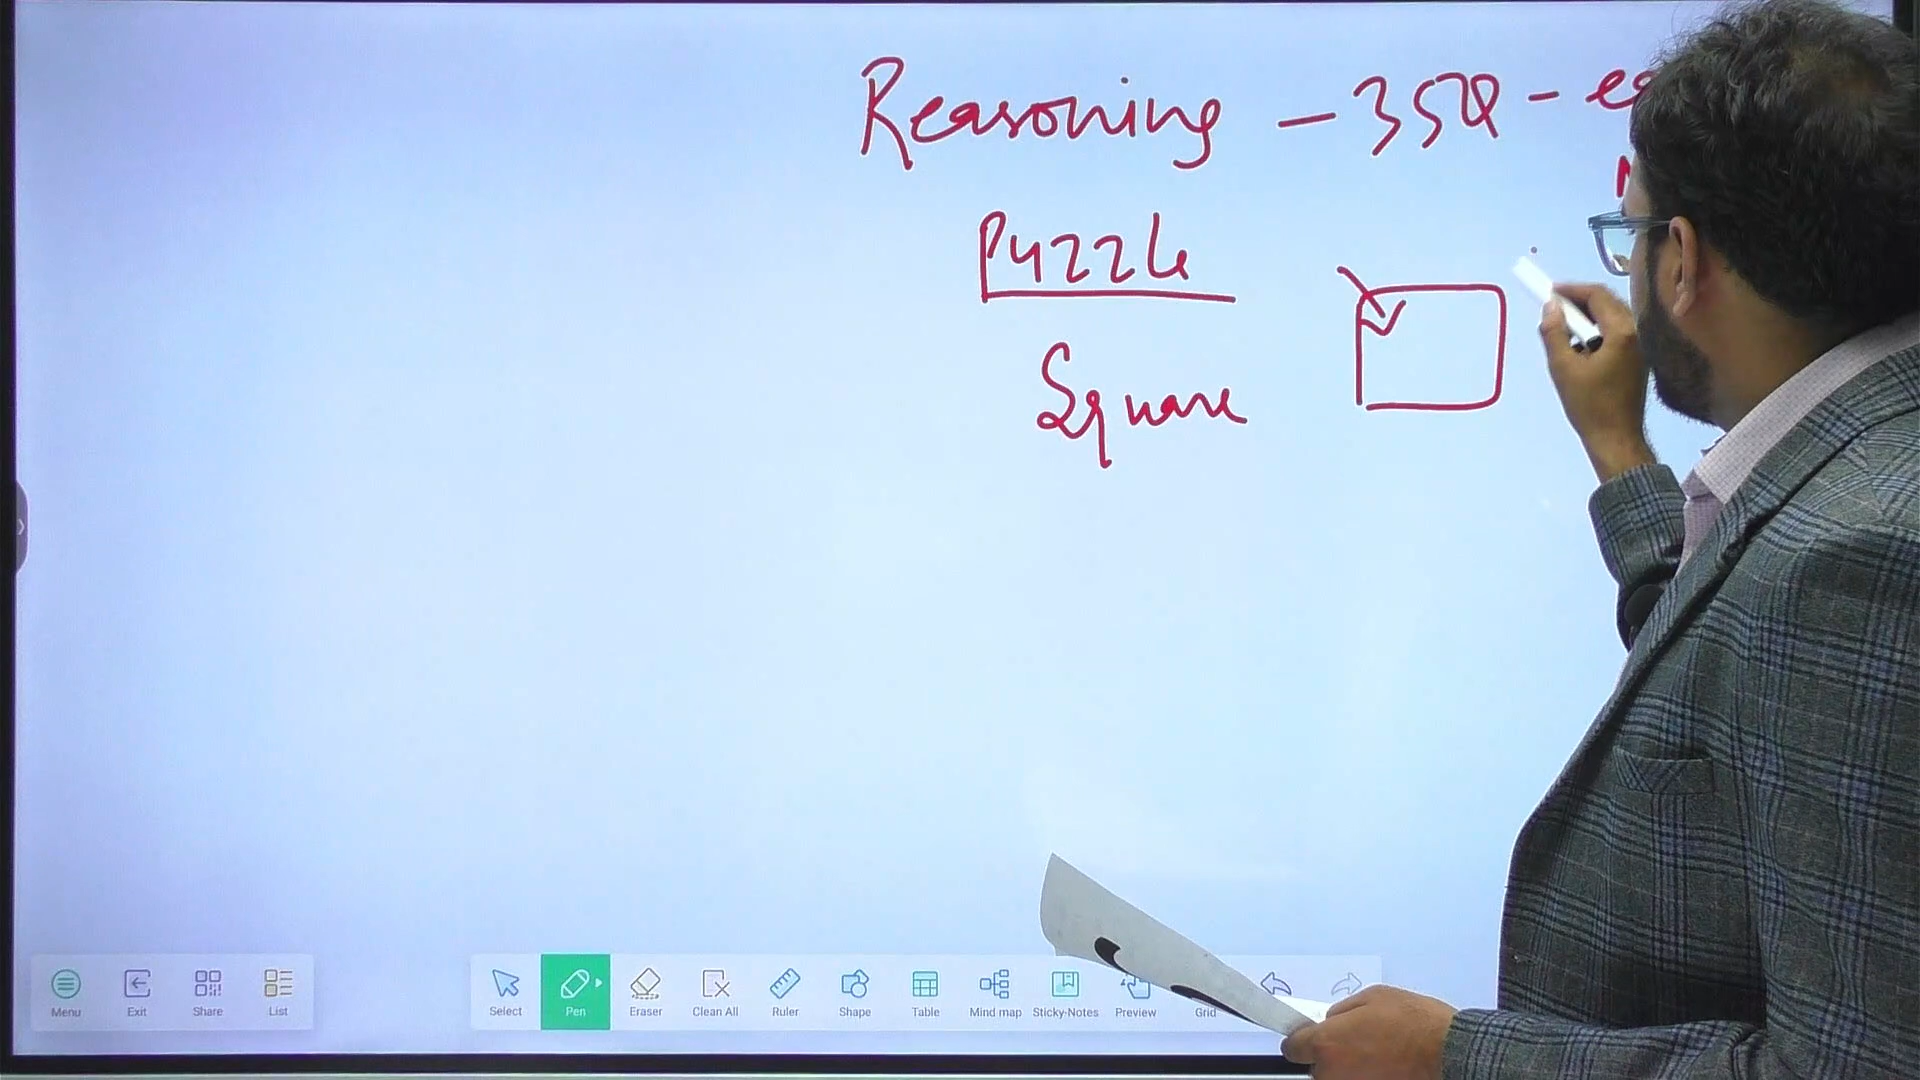 Reasoning - 35Q -
Puzzle
Square
Menu Exit Share List
Select Pen Eraser Clean All Ruler Shape Table Mind map Sticky-Notes Preview Grid